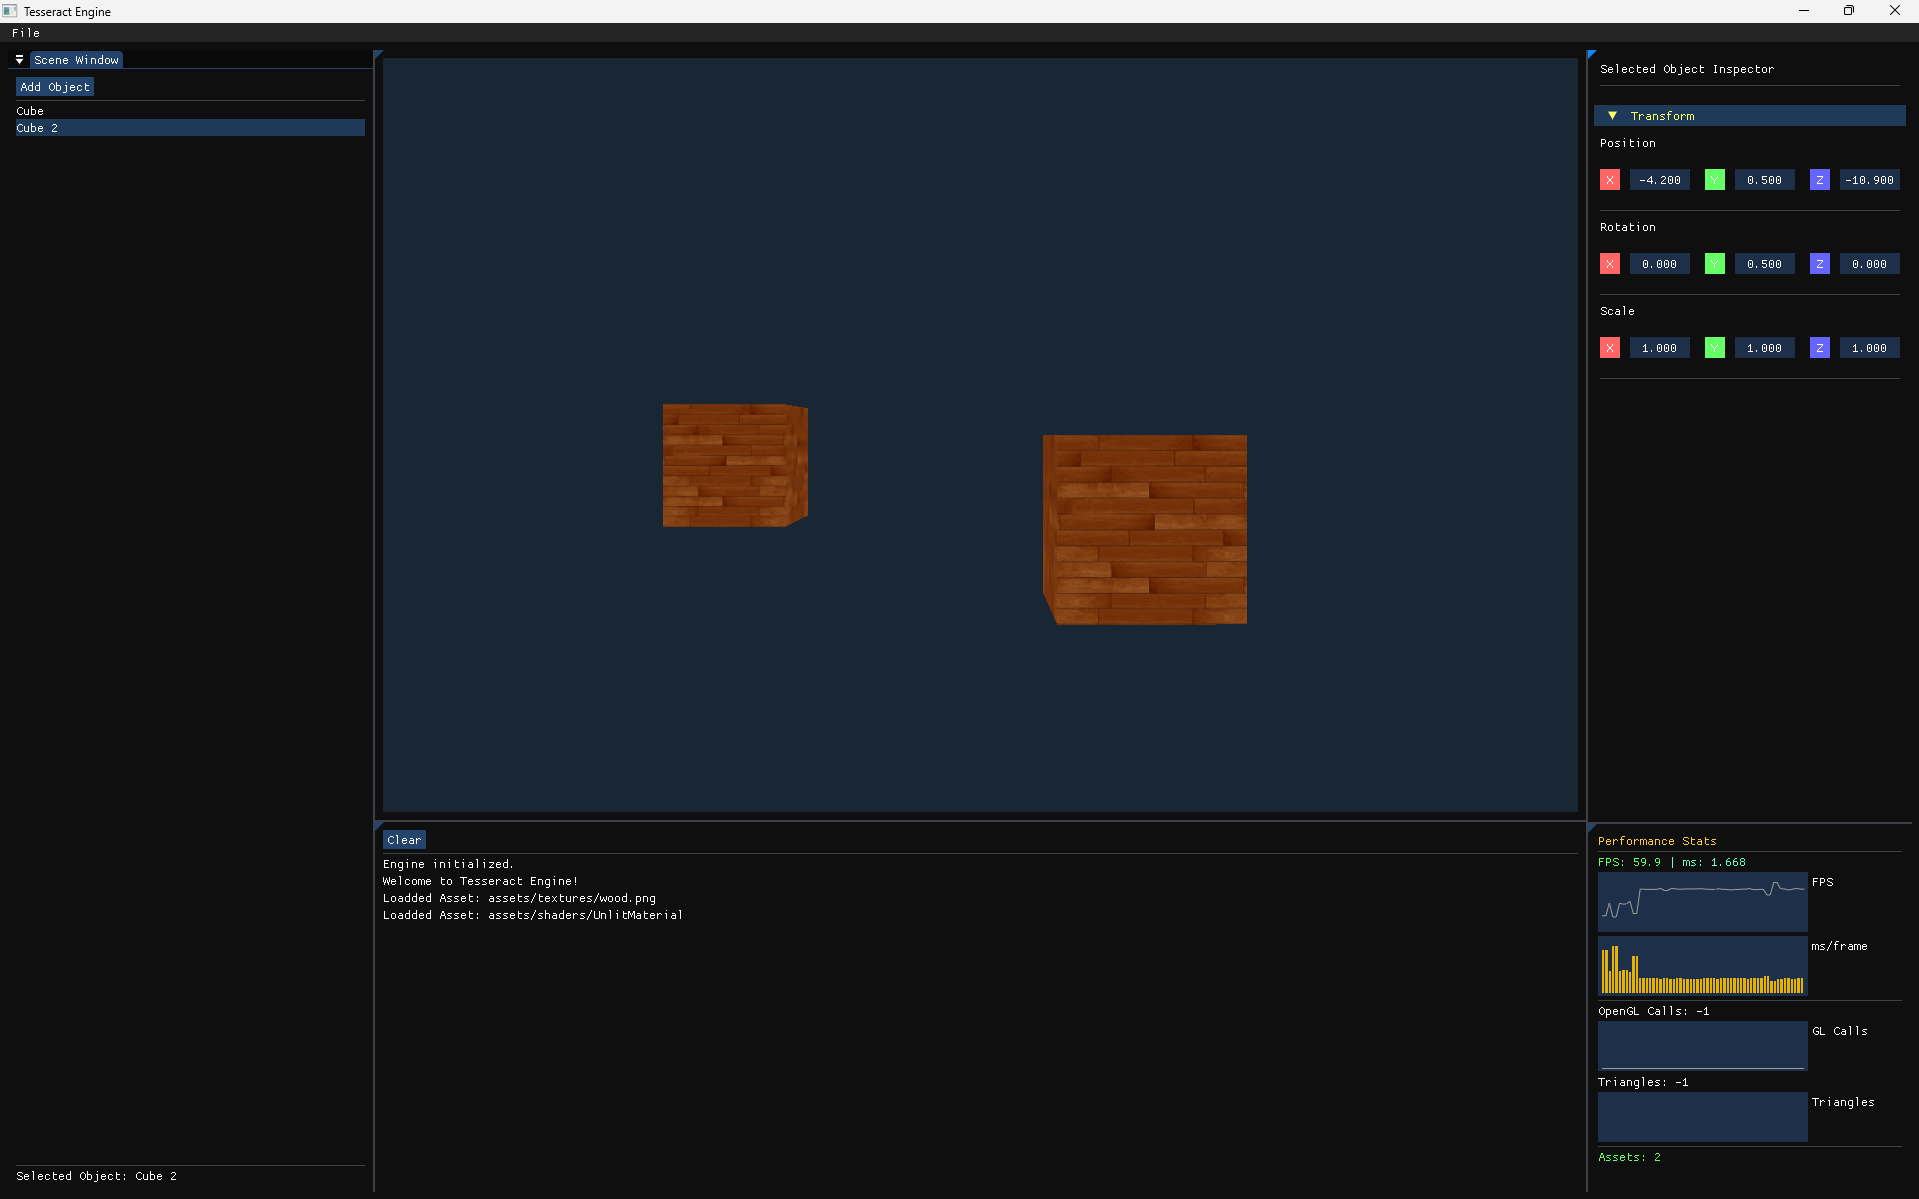 Tesseract Engine
File
Scene Window
Add Object
Cube
Cube 2
Selected Object: Cube 2
Clear
Engine initialized.
Welcome to Tesseract Engine!
Loadded Asset: assets/textures/wood.png
Loadded Asset: assets/shaders/UnlitMaterial
Selected Object Inspector
Transform
Position
X -4.200 Y 0.500 Z -10.900
Rotation
X 0.000 Y 0.500 Z 0.000
Scale
X 1.000 Y 1.000 Z 1.000
Performance Stats
FPS: 59.9 | ms: 1.668
FPS
ms/frame
OpenGL Calls: -1
GL Calls
Triangles: -1
Triangles
Assets: 2